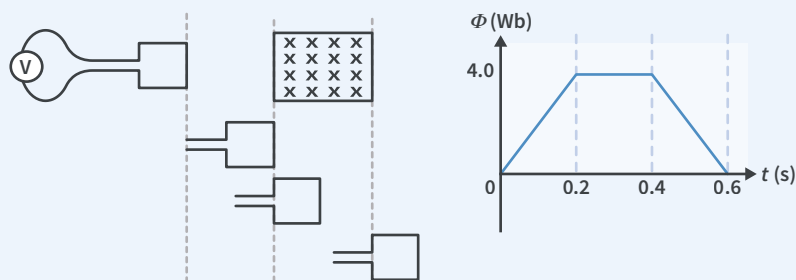 V
x x x x
x x x x
x x x x
x x x x
Φ (Wb)
4.0
0
0.2
0.4
0.6
t (s)